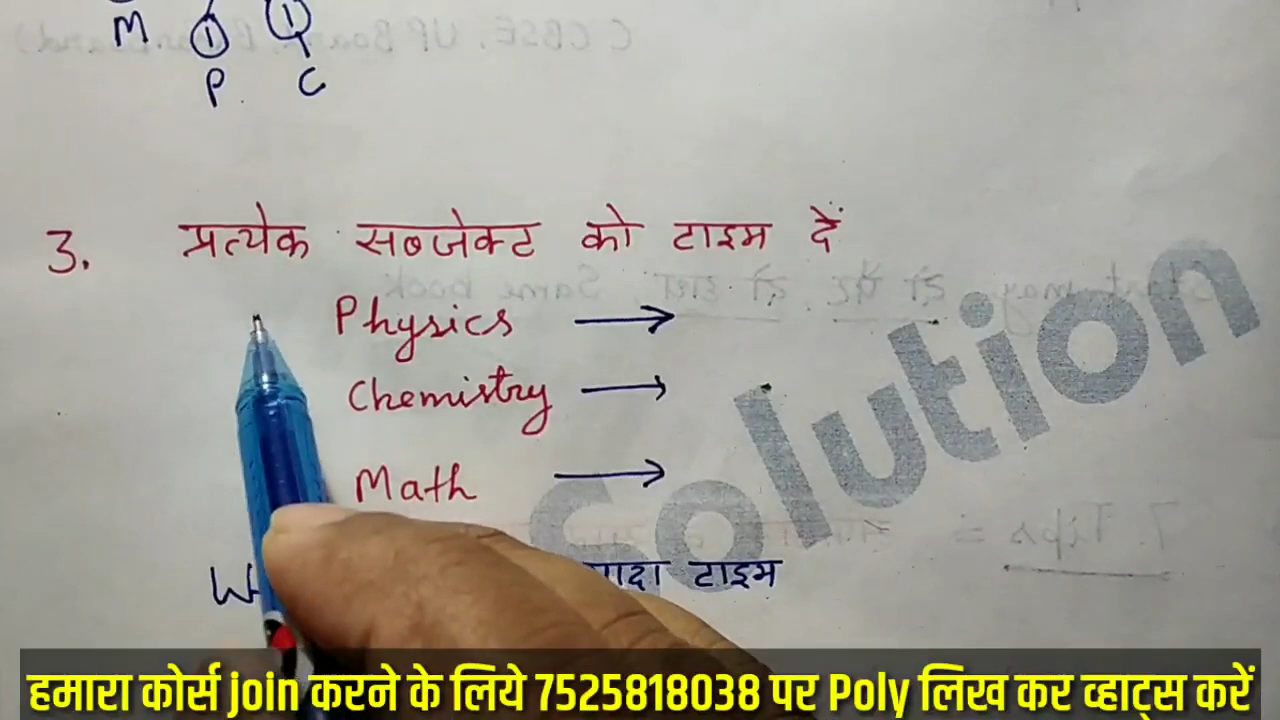 M
P C
3. प्रत्येक सब्जेक्ट को टाइम दें
Physics →
Chemistry →
Math →
टाइम
Solution
हमारा कोर्स join करने के लिये 7525818038 पर Poly लिख कर व्हाट्स करें